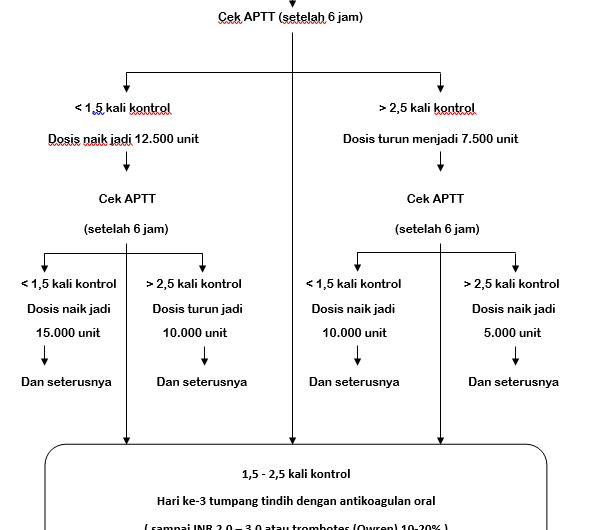 Cek APTT (setelah 6 jam)
< 1,5 kali kontrol
Dosis naik jadi 12.500 unit
Cek APTT
(setelah 6 jam)
> 2,5 kali kontrol
Dosis turun menjadi 7.500 unit
Cek APTT
(setelah 6 jam)
< 1,5 kali kontrol
Dosis naik jadi
15.000 unit
Dan seterusnya
> 2,5 kali kontrol
Dosis turun jadi
10.000 unit
Dan seterusnya
< 1,5 kali kontrol
Dosis naik jadi
10.000 unit
Dan seterusnya
> 2,5 kali kontrol
Dosis naik jadi
5.000 unit
Dan seterusnya
1,5 - 2,5 kali kontrol
Hari ke-3 tumpang tindih dengan antikoagulan oral
( sampai INR 2,0 – 3,0 atau trombotes (Owren) 10-20% )